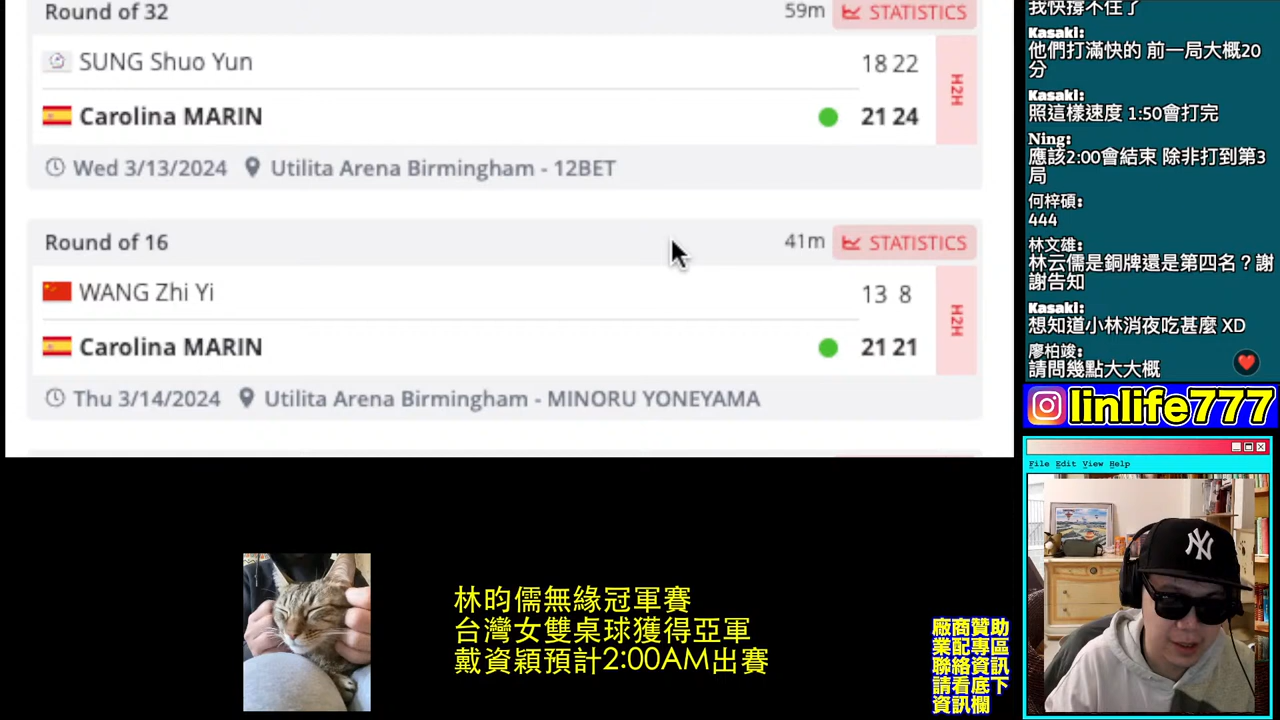 Round of 32
59m
STATISTICS
SUNG Shuo Yun
18 22
Carolina MARIN
21 24
H2H
Wed 3/13/2024
Utilita Arena Birmingham - 12BET
Round of 16
41m
STATISTICS
WANG Zhi Yi
13 8
Carolina MARIN
21 21
H2H
Thu 3/14/2024
Utilita Arena Birmingham - MINORU YONEYAMA
我快撐不住了
Kasaki:
他們打滿快的 前一局大概20
分
Kasaki:
照這樣速度 1:50會打完
Ning:
應該2:00會結束 除非打到第3
局
何梓碩:
444
林文雄:
林云儒是銅牌還是第四名？謝
謝告知
Kasaki:
想知道小林消夜吃甚麼 XD
廖柏竣:
請問幾點大大概
linlife777
File Edit View Help
NY
林昀儒無緣冠軍賽
台灣女雙桌球獲得亞軍
戴資穎預計2:00AM出賽
廠商贊助
業配專區
聯絡資訊
請看底下
資訊欄